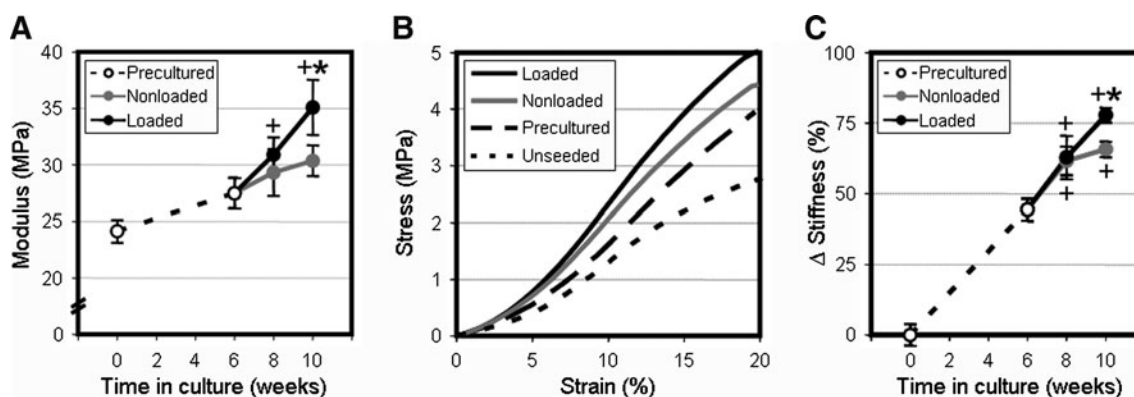 A
40
35
30
25
20
0
Modulus (MPa)
Precultured
Nonloaded
Loaded
+
+*
0 2 4 6 8 10
Time in culture (weeks)
B
5
4
3
2
1
0
Stress (MPa)
Loaded
Nonloaded
Precultured
Unseeded
0 5 10 15 20
Strain (%)
C
100
75
50
25
0
Δ Stiffness (%)
Precultured
Nonloaded
Loaded
+
+
+*
+
0 2 4 6 8 10
Time in culture (weeks)